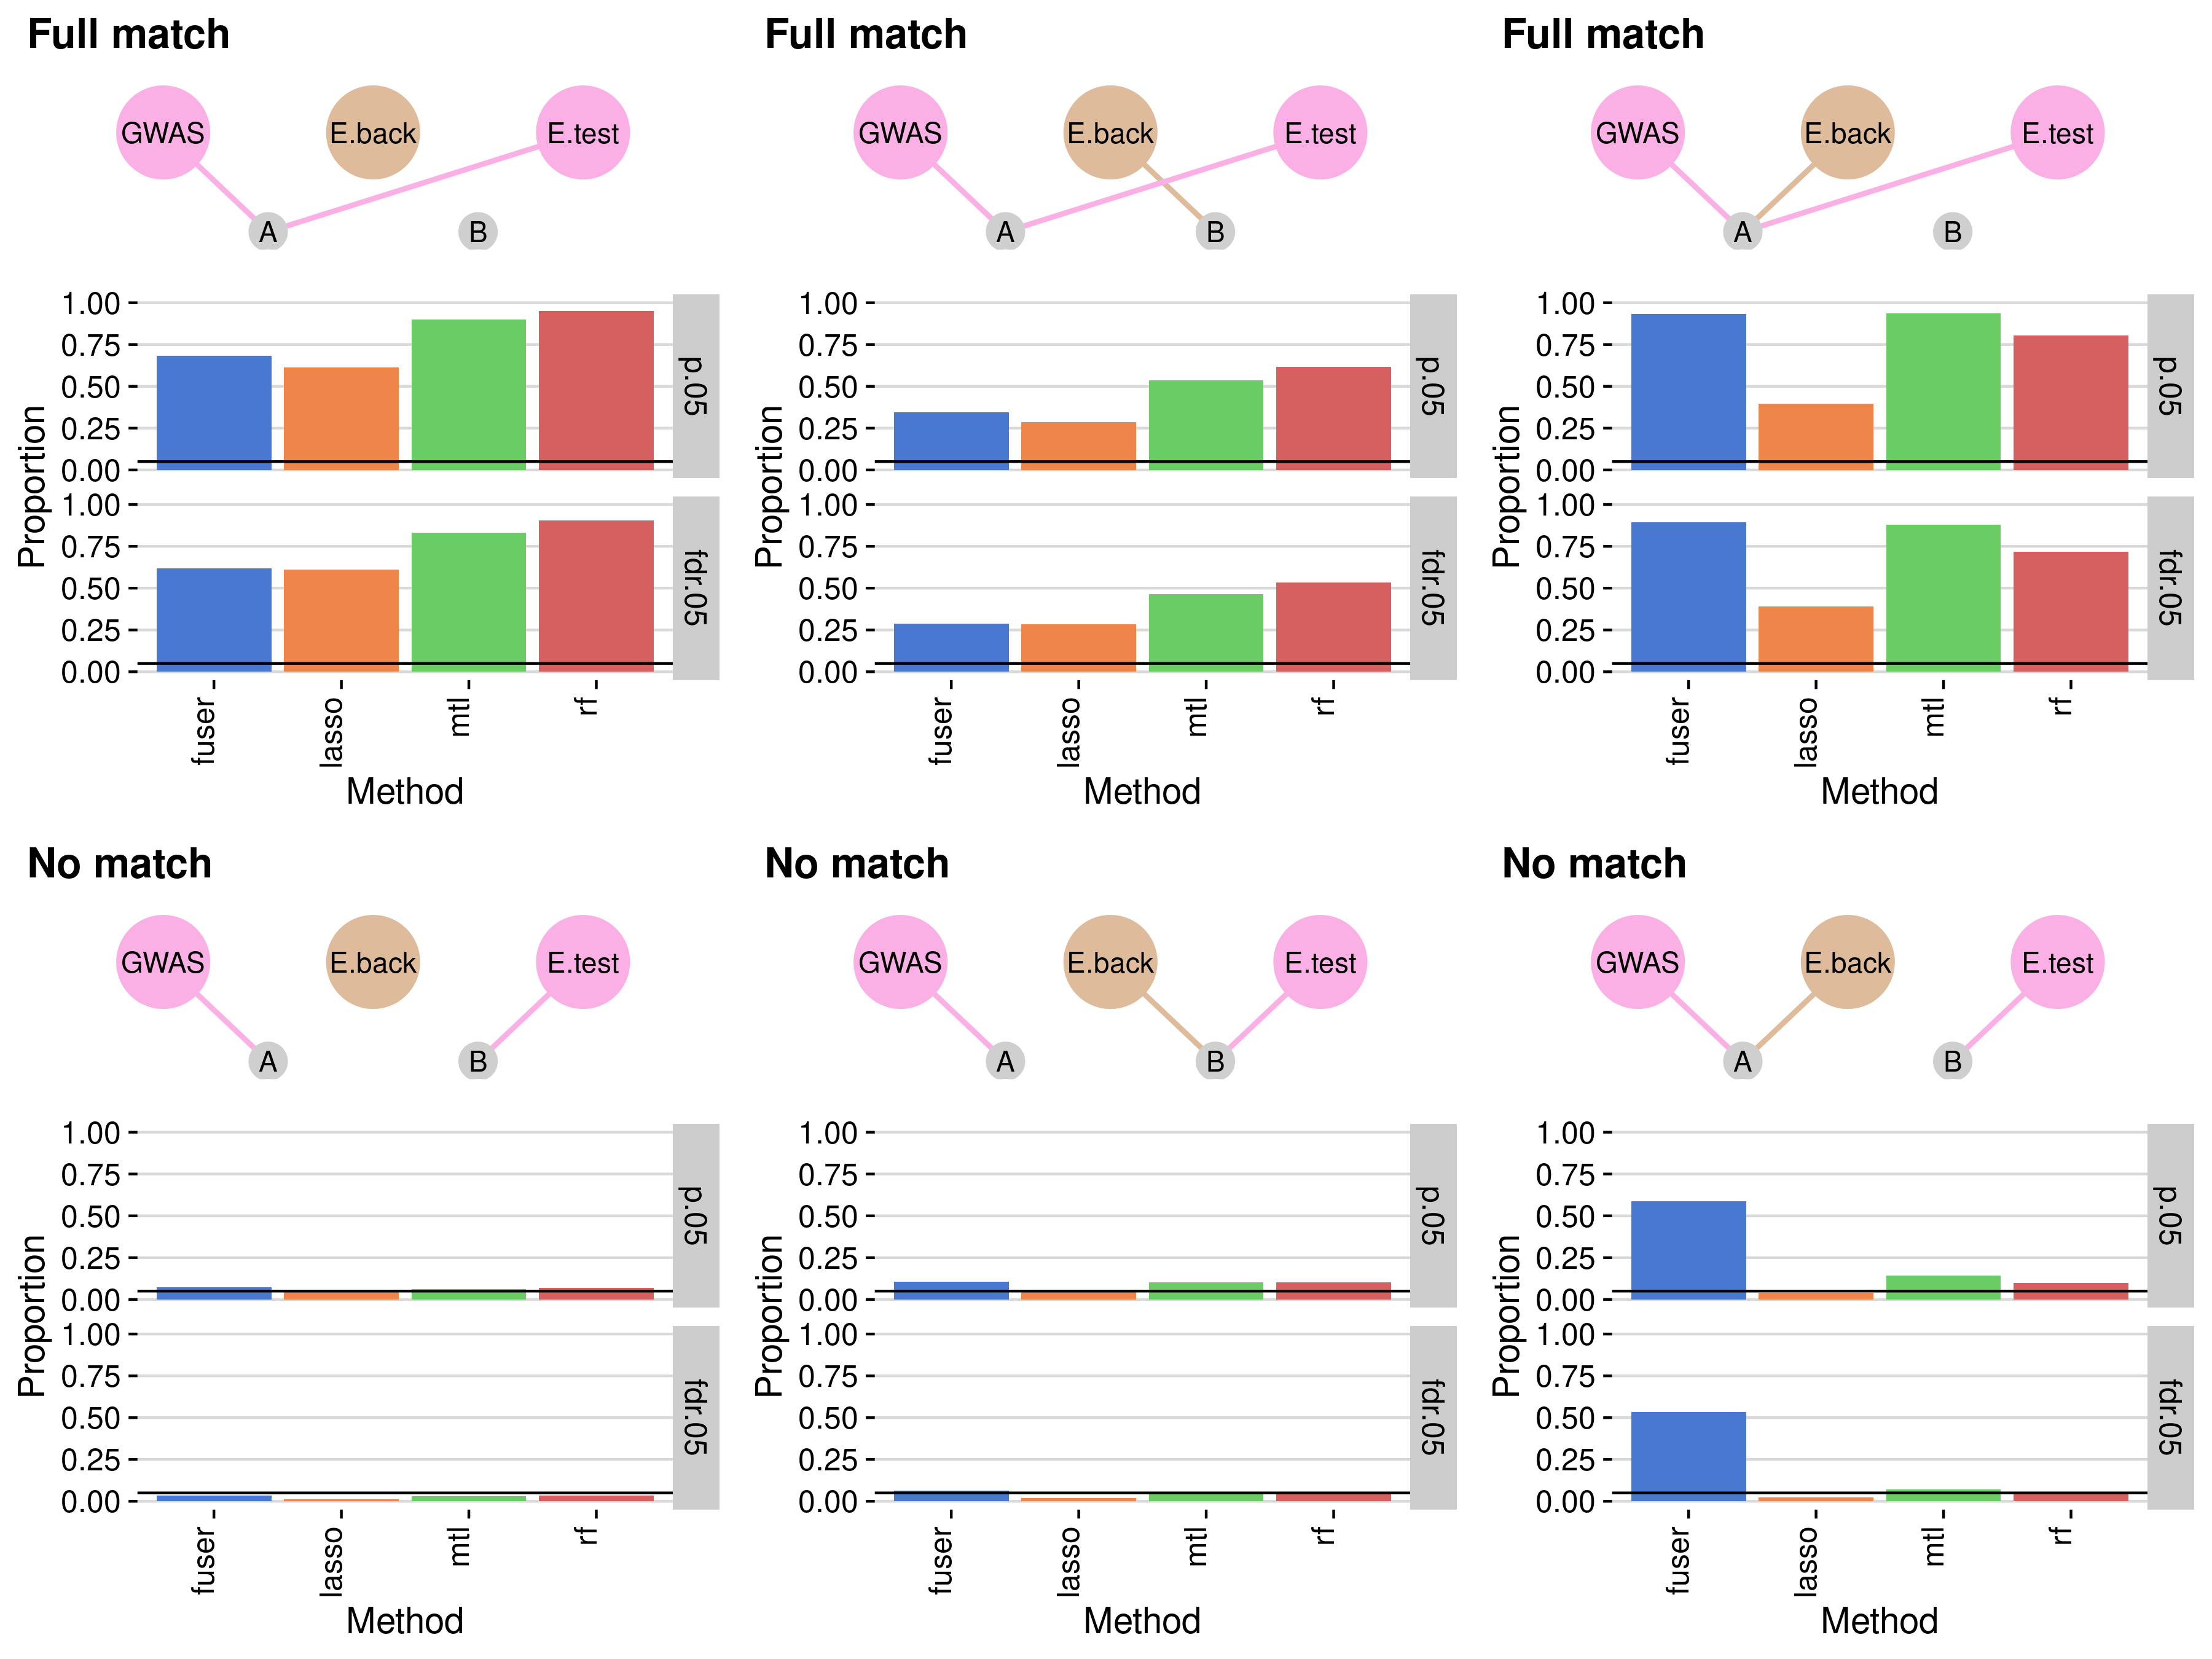 Full match
GWAS E.back E.test
A B
1.00
0.75
0.50
0.25
0.00
p.05
1.00
0.75
0.50
0.25
0.00
fdr.05
Proportion
fuser lasso mtl rf
Method
Full match
GWAS E.back E.test
A B
1.00
0.75
0.50
0.25
0.00
p.05
1.00
0.75
0.50
0.25
0.00
fdr.05
Proportion
fuser lasso mtl rf
Method
Full match
GWAS E.back E.test
A B
1.00
0.75
0.50
0.25
0.00
p.05
1.00
0.75
0.50
0.25
0.00
fdr.05
Proportion
fuser lasso mtl rf
Method
No match
GWAS E.back E.test
A B
1.00
0.75
0.50
0.25
0.00
p.05
1.00
0.75
0.50
0.25
0.00
fdr.05
Proportion
fuser lasso mtl rf
Method
No match
GWAS E.back E.test
A B
1.00
0.75
0.50
0.25
0.00
p.05
1.00
0.75
0.50
0.25
0.00
fdr.05
Proportion
fuser lasso mtl rf
Method
No match
GWAS E.back E.test
A B
1.00
0.75
0.50
0.25
0.00
p.05
1.00
0.75
0.50
0.25
0.00
fdr.05
Proportion
fuser lasso mtl rf
Method